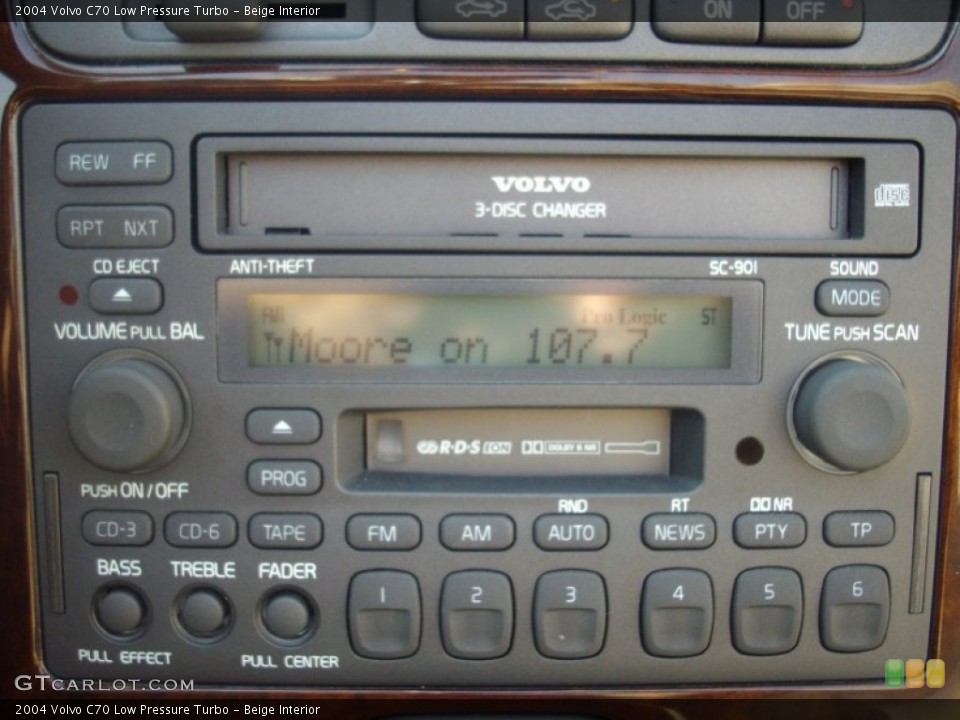 2004 Volvo C70 Low Pressure Turbo - Beige Interior
ON OFF
REW FF
VOLVO
3-DISC CHANGER
RPT NXT
CD EJECT ANTI-THEFT SC-901 SOUND
MODE
VOLUME PULL BAL TUNE PUSH SCAN
Pro Logic ST
Moore on 107.7
R·D·S EON DOLBY B NR
PROG
PUSH ON / OFF
RND RT NR
CD-3 CD-6 TAPE FM AM AUTO NEWS PTY TP
BASS TREBLE FADER
1 2 3 4 5 6
PULL EFFECT PULL CENTER
GTCARLOT.COM
2004 Volvo C70 Low Pressure Turbo - Beige Interior